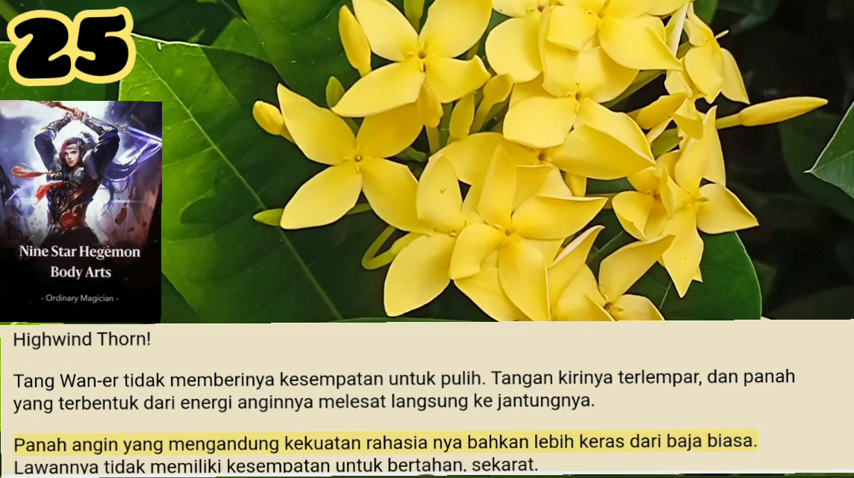 25
Nine Star Hegemon
Body Arts
- Ordinary Magician -
Highwind Thorn!
Tang Wan-er tidak memberinya kesempatan untuk pulih. Tangan kirinya terlempar, dan panah
yang terbentuk dari energi anginnya melesat langsung ke jantungnya.
Panah angin yang mengandung kekuatan rahasia nya bahkan lebih keras dari baja biasa.
Lawannya tidak memiliki kesempatan untuk bertahan, sekarat.